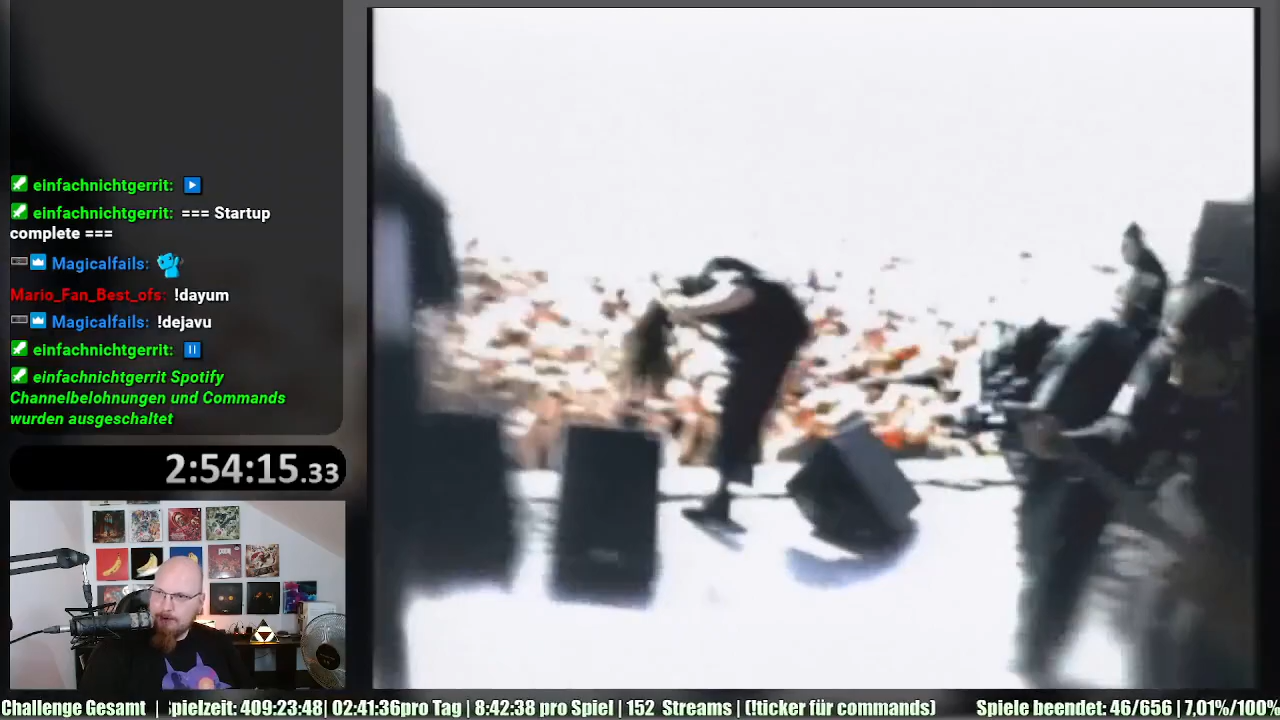 einfachnichtgerrit:
einfachnichtgerrit: === Startup
complete ===
Magicalfails:
Mario_Fan_Best_ofs: !dayum
Magicalfails: !dejavu
einfachnichtgerrit:
einfachnichtgerrit Spotify
Channelbelohnungen und Commands
wurden ausgeschaltet
2:54:15.33
Challenge Gesamt | Spielzeit: 409:23:48| 02:41:36pro Tag | 8:42:38 pro Spiel | 152 Streams | (!ticker für commands) Spiele beendet: 46/656 | 7,01%/100%